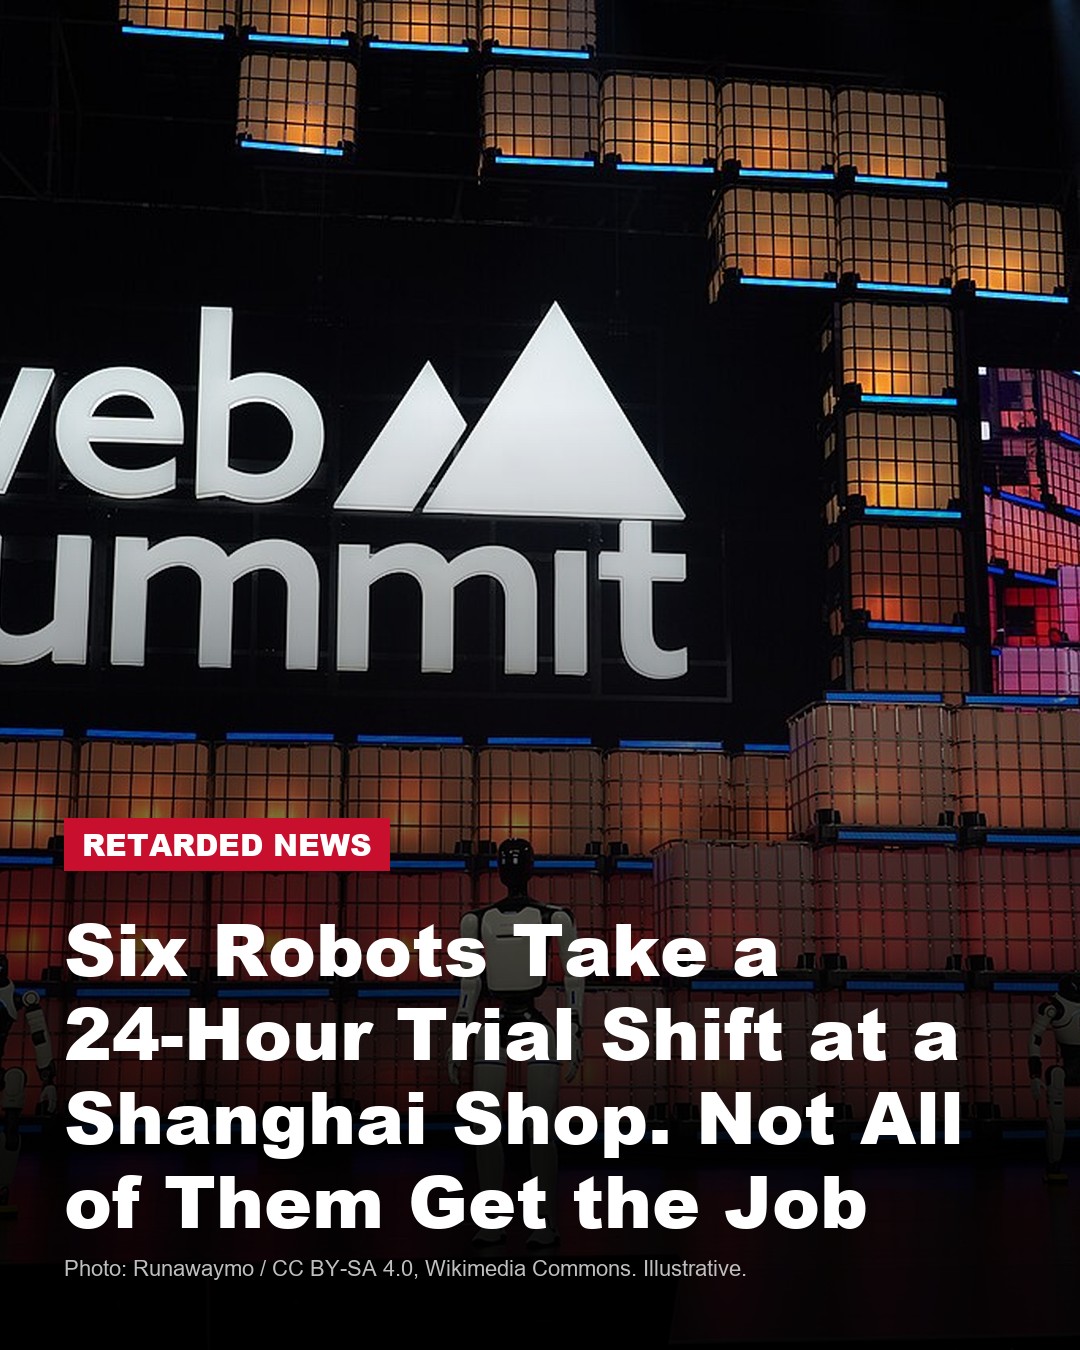 web
summit
RETARDED NEWS
Six Robots Take a
24-Hour Trial Shift at a
Shanghai Shop. Not All
of Them Get the Job
Photo: Runawaymo / CC BY-SA 4.0, Wikimedia Commons. Illustrative.